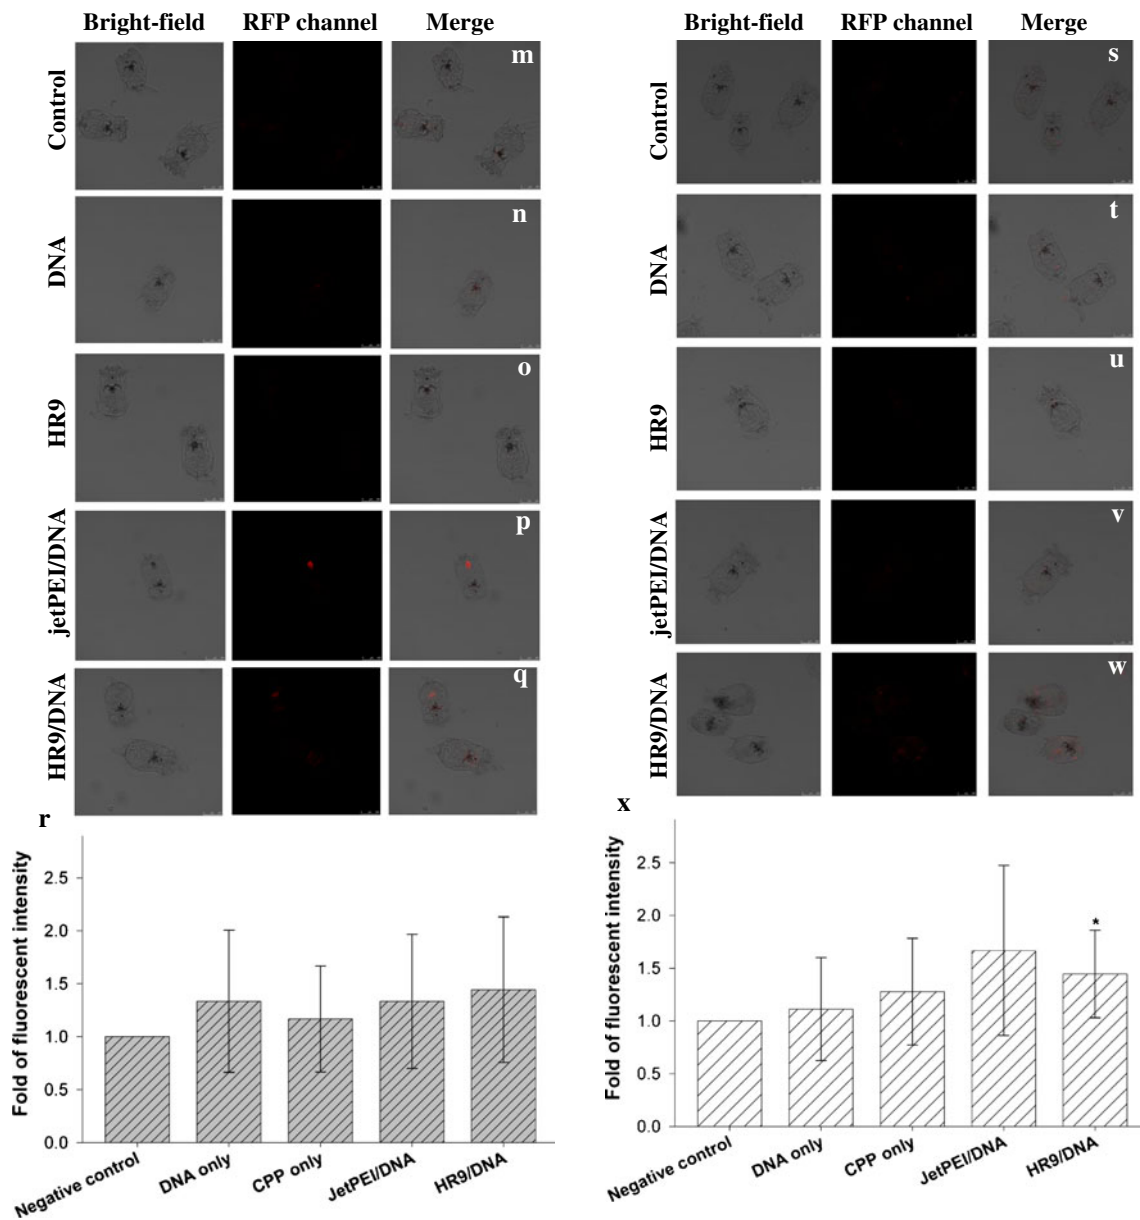 Bright-field RFP channel Merge
Control m
DNA n
HR9 o
jetPEI/DNA p
HR9/DNA q
r
Fold of fluorescent intensity
2.5
2.0
1.5
1.0
0.5
0.0
Negative control
DNA only
CPP only
JetPEI/DNA
HR9/DNA
Bright-field RFP channel Merge
Control s
DNA t
HR9 u
jetPEI/DNA v
HR9/DNA w
x
Fold of fluorescent intensity
2.5
2.0
1.5
1.0
0.5
0.0
*
Negative control
DNA only
CPP only
JetPEI/DNA
HR9/DNA